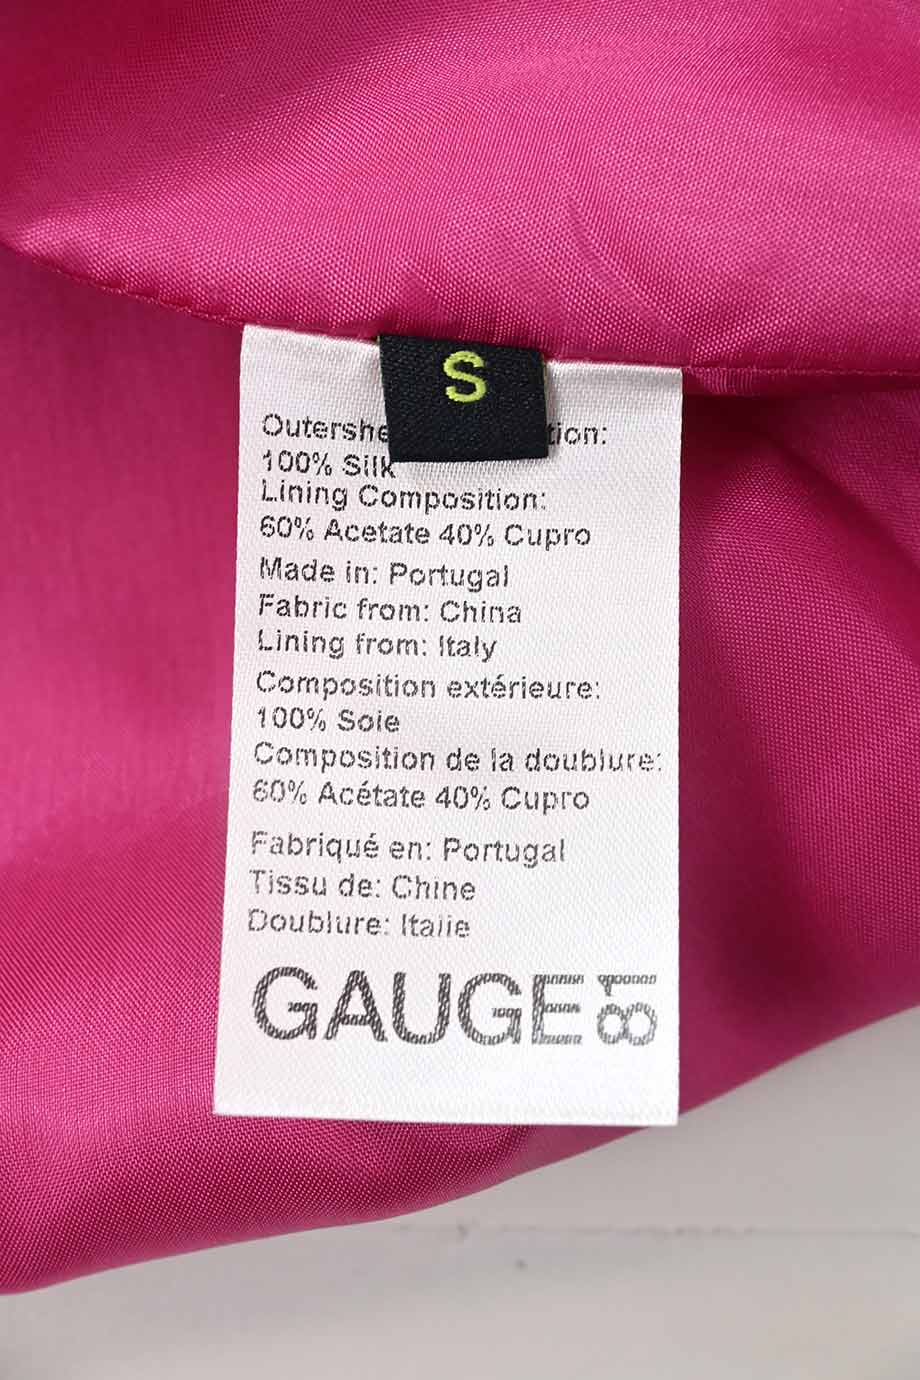 S
Outershe tion:
100% Silk
Lining Composition:
60% Acetate 40% Cupro
Made in: Portugal
Fabric from: China
Lining from: Italy
Composition extérieure:
100% Soie
Composition de la doublure:
60% Acétate 40% Cupro
Fabriqué en: Portugal
Tissu de: Chine
Doublure: Italie
GAUGE81